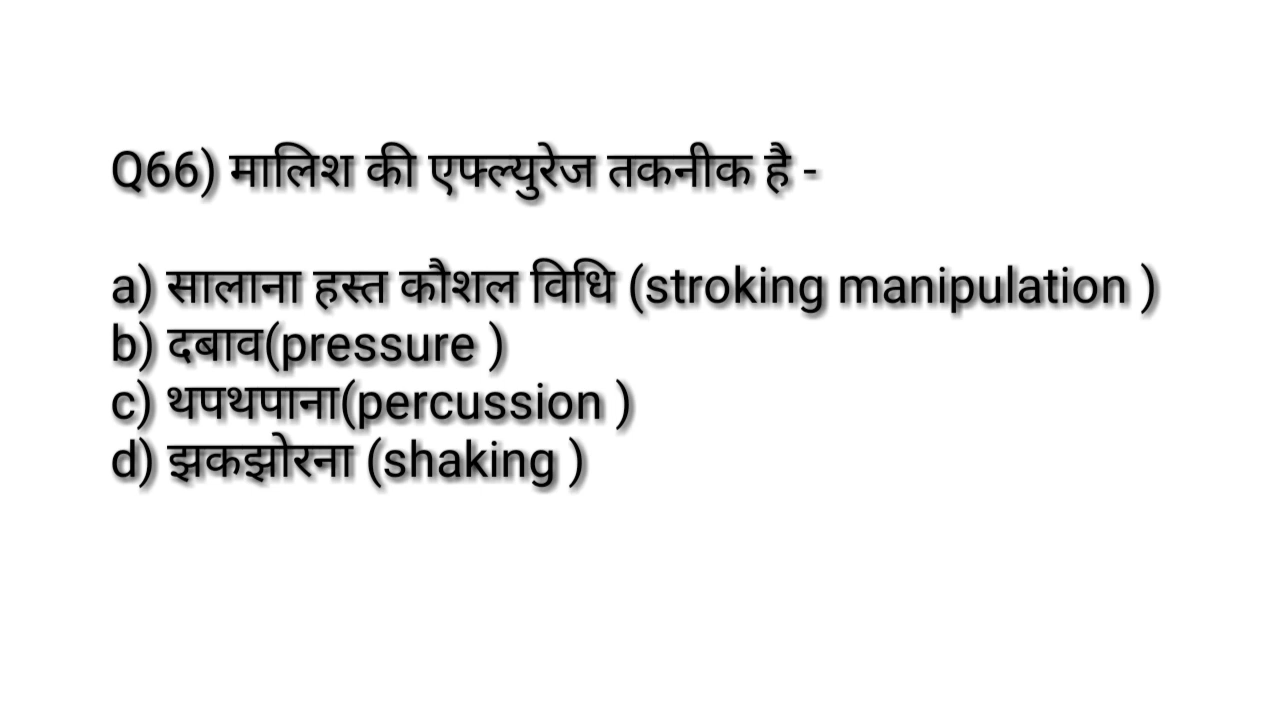 Q66) मालिश की एफ्ल्युरेज तकनीक है -
a) सालाना हस्त कौशल विधि (stroking manipulation )
b) दबाव(pressure )
c) थपथपाना(percussion )
d) झकझोरना (shaking )